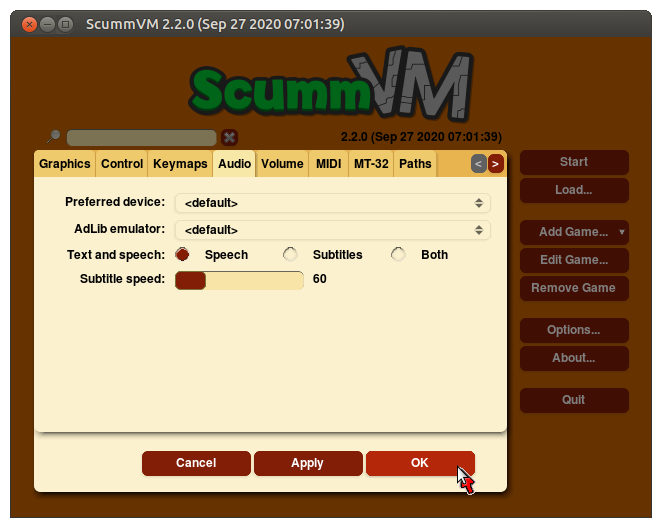 ScummVM 2.2.0 (Sep 27 2020 07:01:39)
ScummVM
2.2.0 (Sep 27 2020 07:01:39)
Graphics Control Keymaps Audio Volume MIDI MT-32 Paths < >
Preferred device: <default>
AdLib emulator: <default>
Text and speech: Speech Subtitles Both
Subtitle speed: 60
Cancel Apply OK
Start
Load...
Add Game...
Edit Game...
Remove Game
Options...
About...
Quit